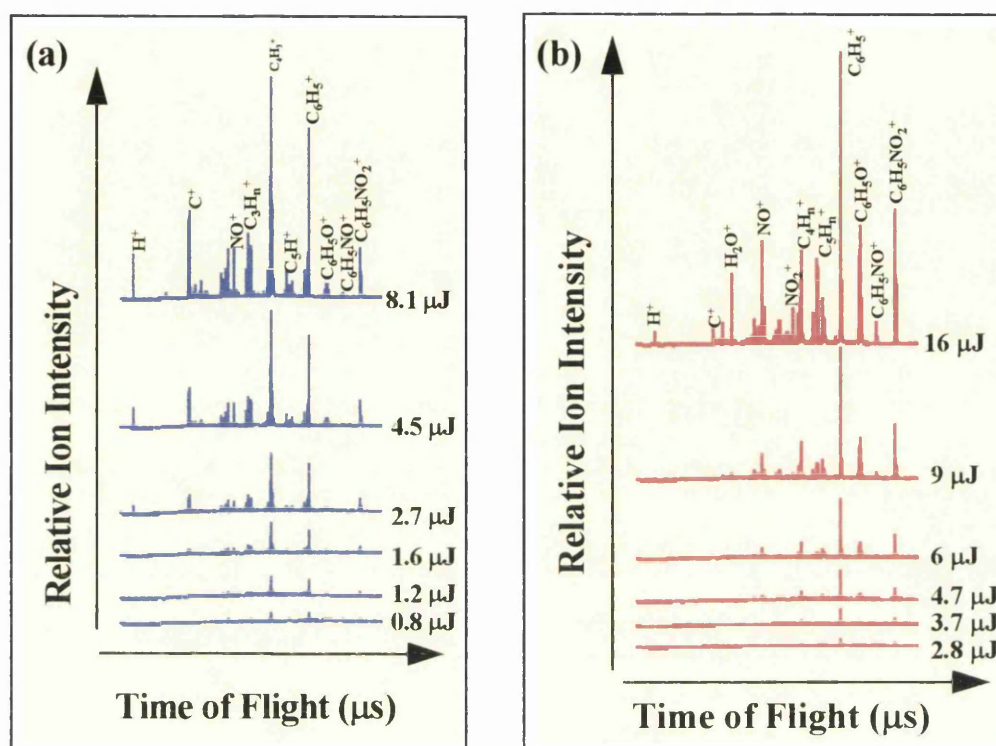 (a)
Relative Ion Intensity
H⁺
C⁺
NO⁺
C₃Hₙ⁺
C₅H⁺
C₆H₅⁺
C₆H₅O⁺
C₆H₅NO⁺
C₆H₅NO₂⁺
8.1 µJ
4.5 µJ
2.7 µJ
1.6 µJ
1.2 µJ
0.8 µJ
Time of Flight (µs)
(b)
Relative Ion Intensity
H⁺
C⁺
H₂O⁺
NO⁺
NO₂⁺
C₄Hₙ⁺
C₅Hₙ⁺
C₆H₅⁺
C₆H₅O⁺
C₆H₅NO⁺
C₆H₅NO₂⁺
16 µJ
9 µJ
6 µJ
4.7 µJ
3.7 µJ
2.8 µJ
Time of Flight (µs)